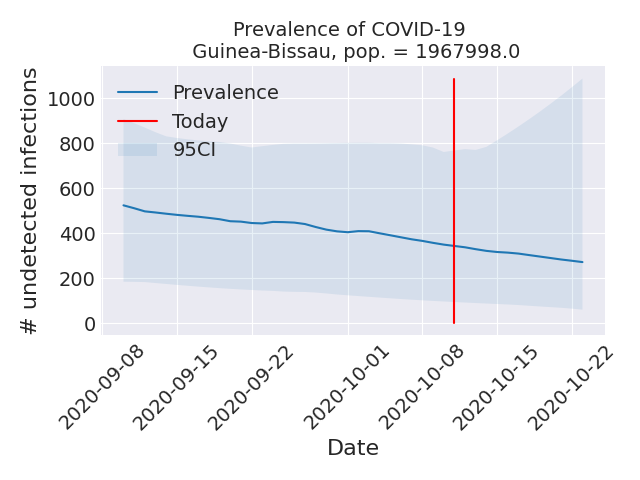 Prevalence of COVID-19
Guinea-Bissau, pop. = 1967998.0
# undetected infections
1000
800
600
400
200
0
Prevalence
Today
95CI
2020-09-08
2020-09-15
2020-09-22
2020-10-01
2020-10-08
2020-10-15
2020-10-22
Date